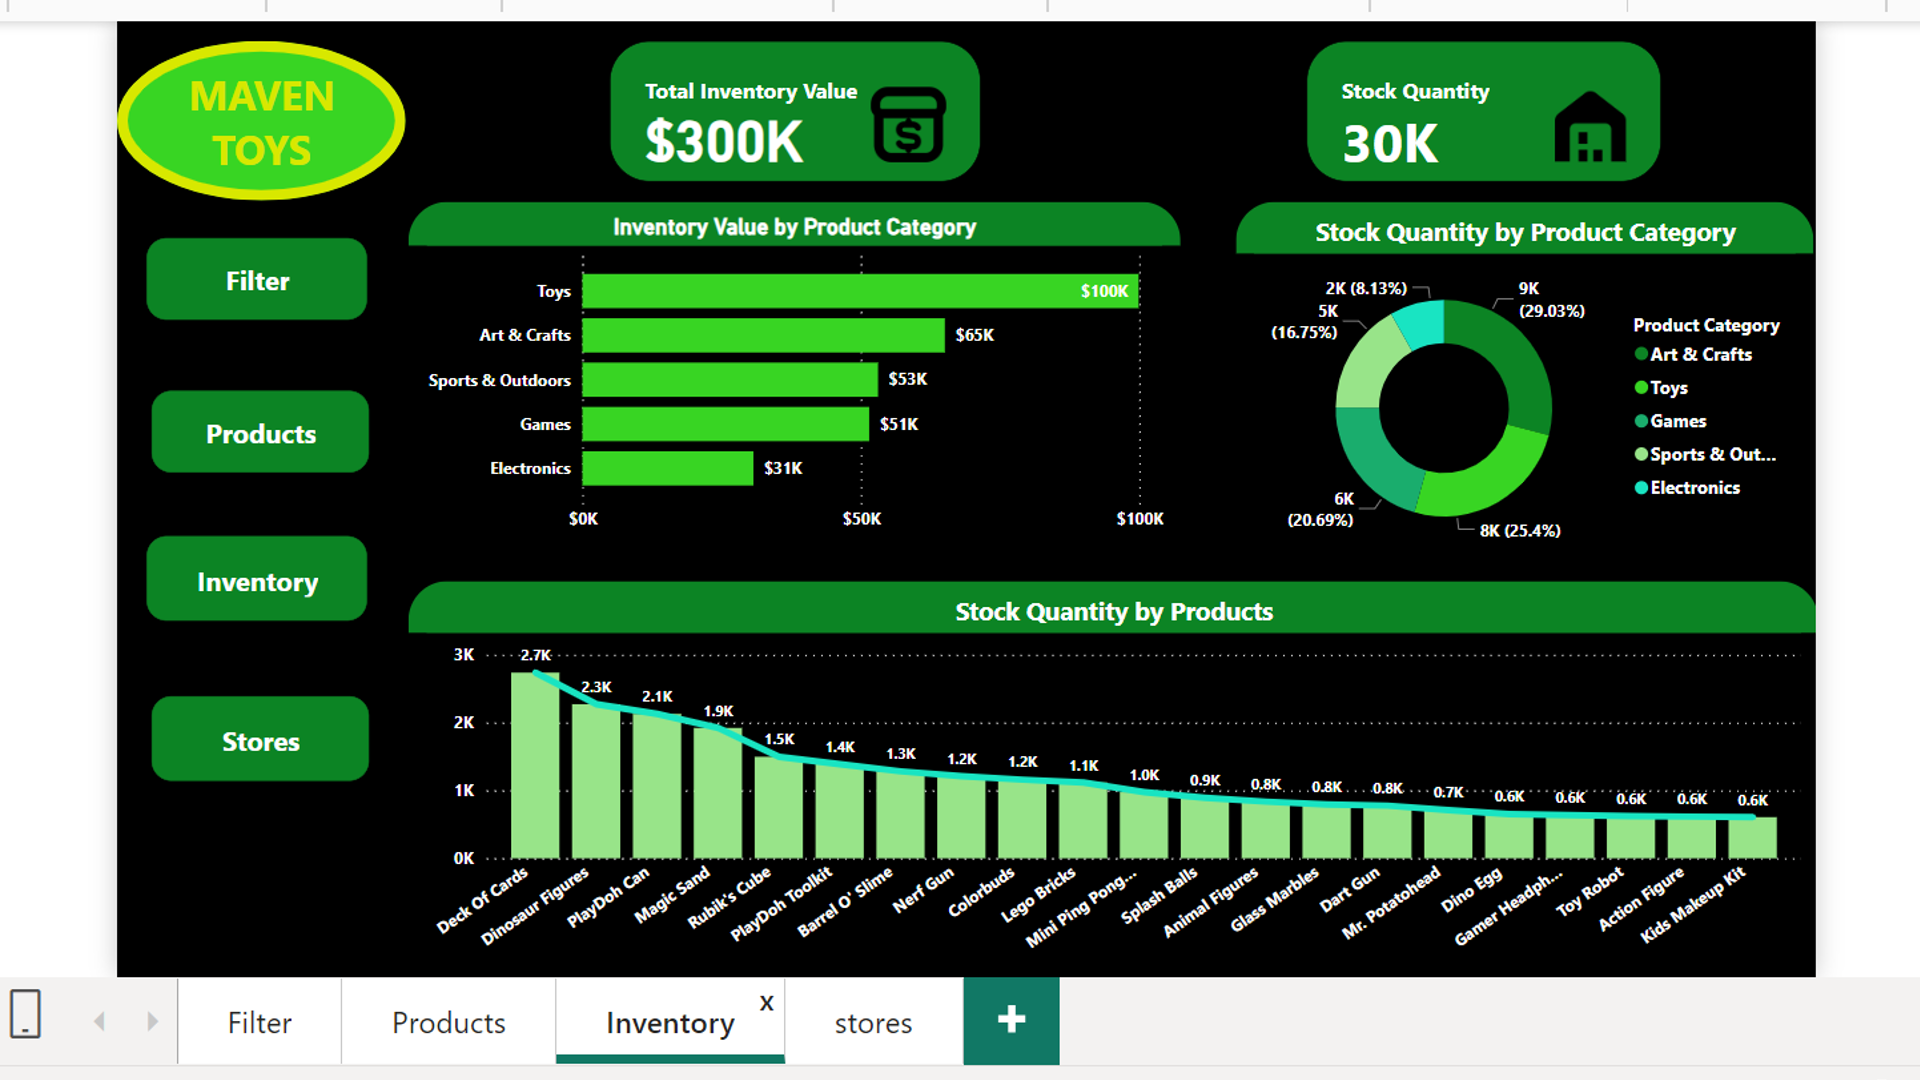 MAVEN
TOYS
Total Inventory Value
$300K
$
Stock Quantity
30K
Filter
Products
Inventory
Stores
Inventory Value by Product Category
Toys
$100K
Art & Crafts
$65K
Sports & Outdoors
$53K
Games
$51K
Electronics
$31K
$0K
$50K
$100K
Stock Quantity by Product Category
2K (8.13%)
9K
(29.03%)
5K
(16.75%)
6K
(20.69%)
8K (25.4%)
Product Category
Art & Crafts
Toys
Games
Sports & Out...
Electronics
Stock Quantity by Products
3K
2K
1K
0K
2.7K
2.3K
2.1K
1.9K
1.5K
1.4K
1.3K
1.2K
1.2K
1.1K
1.0K
0.9K
0.8K
0.8K
0.8K
0.7K
0.6K
0.6K
0.6K
0.6K
0.6K
Deck Of Cards
Dinosaur Figures
PlayDoh Can
Magic Sand
Rubik's Cube
PlayDoh Toolkit
Barrel O' Slime
Nerf Gun
Colorbuds
Lego Bricks
Mini Ping Pong...
Splash Balls
Animal Figures
Glass Marbles
Dart Gun
Mr. Potatohead
Dino Egg
Gamer Headph...
Toy Robot
Action Figure
Kids Makeup Kit
Filter
Products
Inventory
x
stores
+